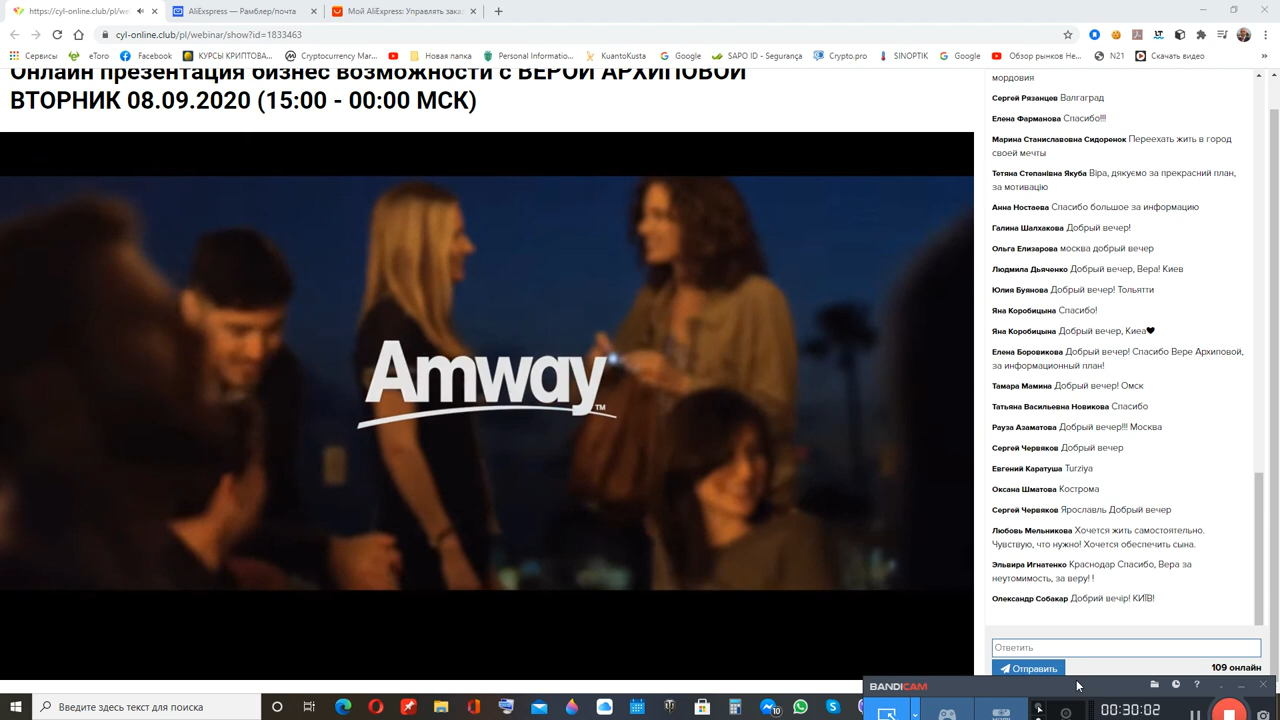 https://cyl-online.club/pl/we
AliExspress — Рамблер/почта
Мой AliExpress: Управлять зака
cyl-online.club/pl/webinar/show?id=1833463
Сервисы
eToro
Facebook
КУРСЫ КРИПТОВА...
Cryptocurrency Mar...
Новая папка
Personal Informatio...
KuantoKusta
Google
SAPO ID - Segurança
Crypto.pro
SINOPTIK
Google
Обзор рынков Не...
N21
Скачать видео
Онлайн презентация бизнес возможности с ВЕРОЙ АРХИПОВОЙ
ВТОРНИК 08.09.2020 (15:00 - 00:00 МСК)
Amway™
мордовия
Сергей Рязанцев Валгаград
Елена Фарманова Спасибо!!!
Марина Станиславовна Сидоренок Переехать жить в город
своей мечты
Тетяна Степанівна Якуба Віра, дякуємо за прекрасний план,
за мотивацію
Анна Ностаева Спасибо большое за информацию
Галина Шалхакова Добрый вечер!
Ольга Елизарова москва добрый вечер
Людмила Дьяченко Добрый вечер, Вера! Киев
Юлия Буянова Добрый вечер! Тольятти
Яна Коробицына Спасибо!
Яна Коробицына Добрый вечер, Киеа🖤
Елена Боровикова Добрый вечер! Спасибо Вере Архиповой,
за информационный план!
Тамара Мамина Добрый вечер! Омск
Татьяна Васильевна Новикова Спасибо
Рауза Азаматова Добрый вечер!!! Москва
Сергей Червяков Добрый вечер
Евгений Каратуша Turziya
Оксана Шматова Кострома
Сергей Червяков Ярославль Добрый вечер
Любовь Мельникова Хочется жить самостоятельно.
Чувствую, что нужно! Хочется обеспечить сына.
Эльвира Игнатенко Краснодар Спасибо, Вера за
неутомимость, за веру! !
Олександр Собакар Добрий вечір! КИЇВ!
Ответить
Отправить
109 онлайн
BANDICAM
00:30:02
Введите здесь текст для поиска
10